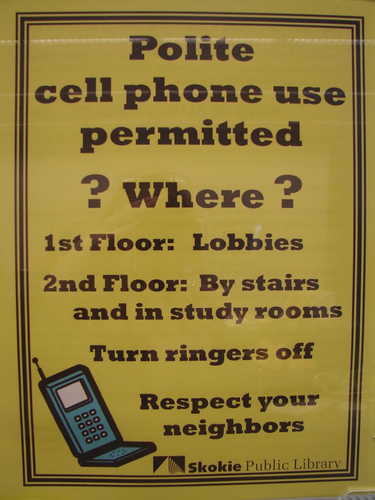 Polite
cell phone use
permitted
? Where ?
1st Floor: Lobbies
2nd Floor: By stairs
and in study rooms
Turn ringers off
Respect your
neighbors
Skokie Public Library